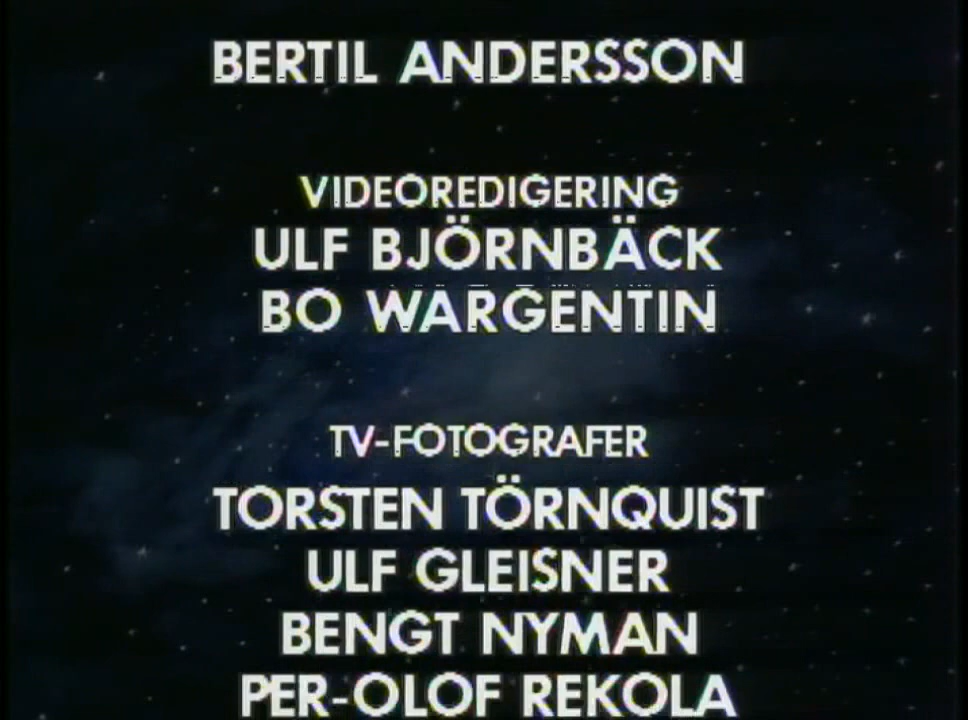 BERTIL ANDERSSON
VIDEOREDIGERING
ULF BJÖRNBÄCK
BO WARGENTIN
TV-FOTOGRAFER
TORSTEN TÖRNQUIST
ULF GLEISNER
BENGT NYMAN
PER-OLOF REKOLA